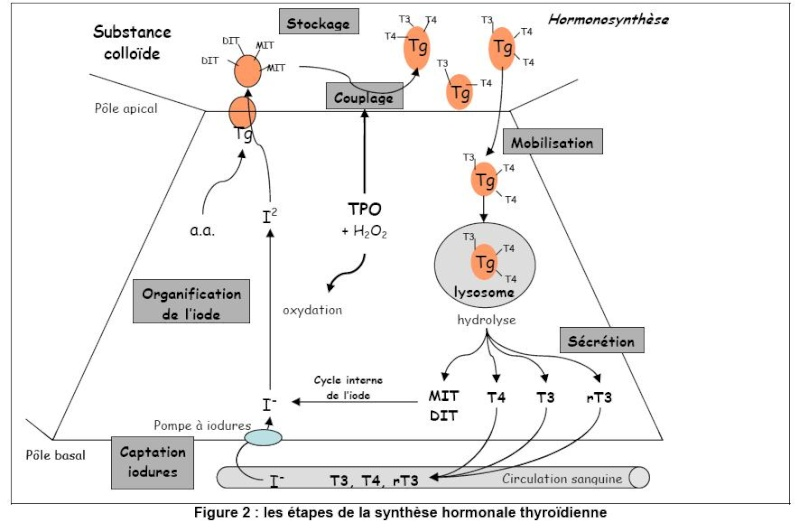 Hormonosynthèse
Substance
colloïde
Stockage
DIT
MIT
DIT
MIT
T3
T4
T4
Tg
T3
T4
T4
Tg
T3
T4
Tg
Couplage
Pôle apical
Tg
Mobilisation
T3
T4
T4
Tg
a.a.
I²
TPO
+ H₂O₂
T3
T4
T4
Tg
lysosome
hydrolyse
Organification
de l'iode
oxydation
Sécrétion
Cycle interne
de l'iode
I⁻
MIT
DIT
T4
T3
rT3
Pompe à iodures
Pôle basal
Captation
iodures
I⁻
T3, T4, rT3
Circulation sanguine
Figure 2 : les étapes de la synthèse hormonale thyroïdienne